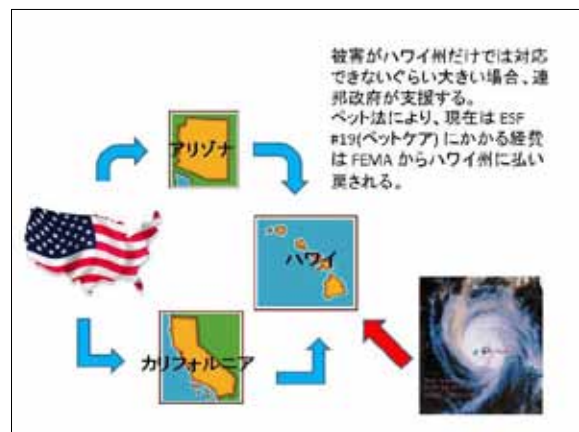 被害がハワイ州だけでは対応
できないぐらい大きい場合、連
邦政府が支援する。
ペット法により、現在は ESF
#19(ペットケア) にかかる経費
は FEMA からハワイ州に払い
戻される。
アリゾナ
ハワイ
カリフォルニア